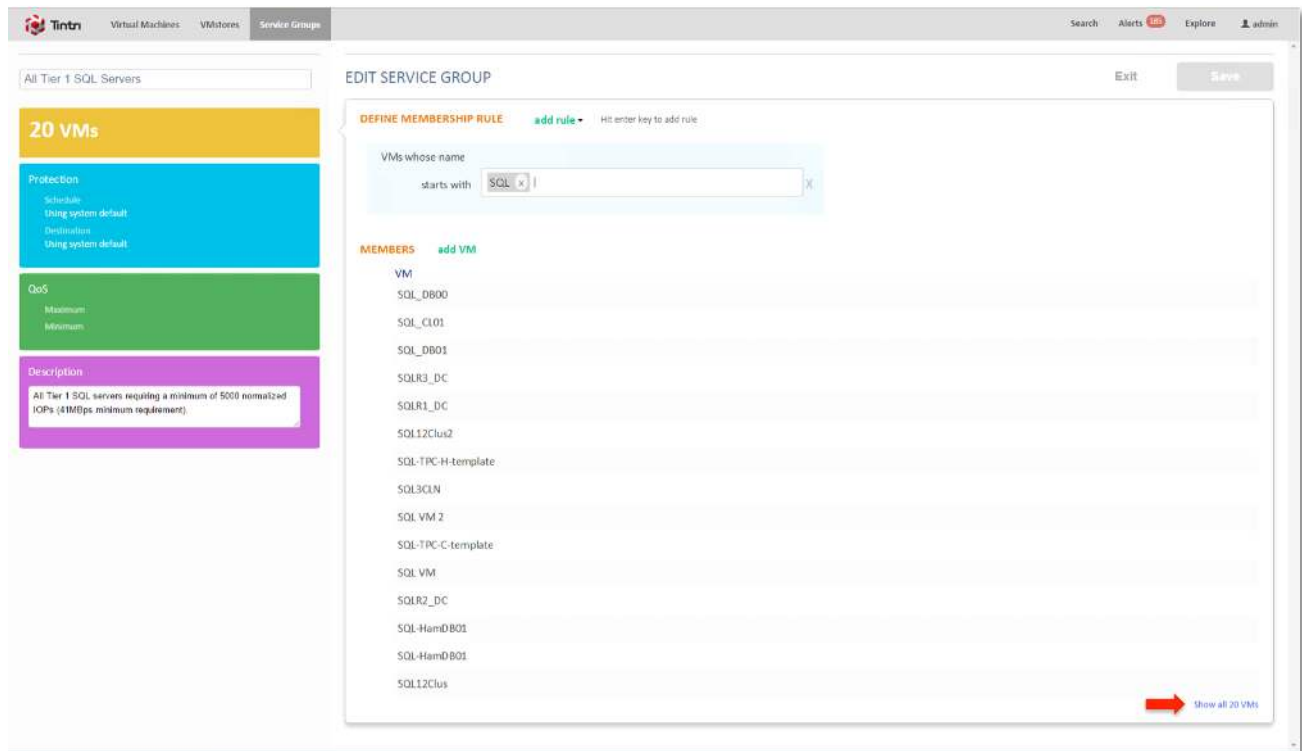 Tintri Virtual Machines VMstores Service Groups Search Alerts Explore admin
All Tier 1 SQL Servers
EDIT SERVICE GROUP Exit Save
20 VMs
Protection
Schedule
Using system default
Destination
Using system default
QoS
Maximum
Minimum
Description
All Tier 1 SQL servers requiring a minimum of 5000 normalized
IOPs (41MBps minimum requirement)
DEFINE MEMBERSHIP RULE add rule Hit enter key to add rule
VMs whose name
starts with SQL x X
MEMBERS add VM
VM
SQL_DB00
SQL_CL01
SQL_DB01
SQLR3_DC
SQLR1_DC
SQL12Clus2
SQL-TPC-H-template
SQL3CLN
SQL VM 2
SQL-TPC-C-template
SQL VM
SQLR2_DC
SQL-HamDB01
SQL-HamDB01
SQL12Clus
Show all 20 VMs